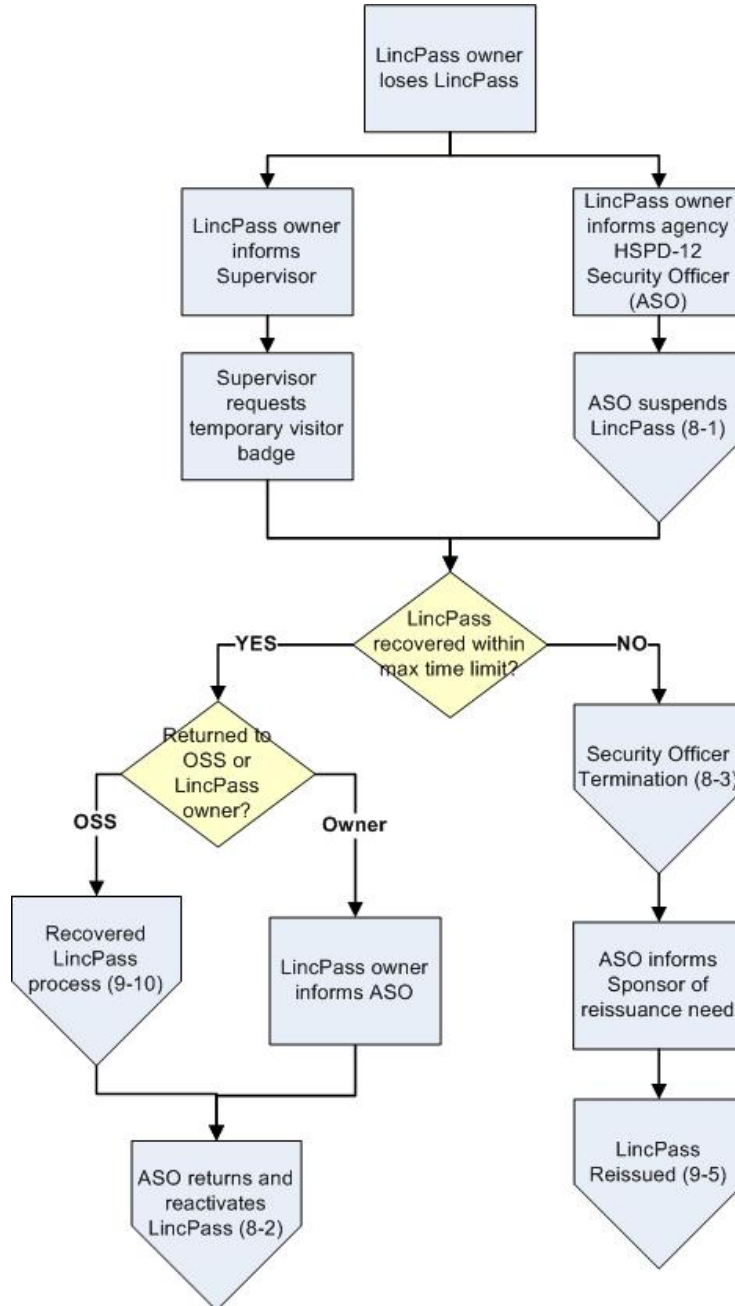 LincPass owner
loses LincPass
LincPass owner
informs
Supervisor
LincPass owner
informs agency
HSPD-12
Security Officer
(ASO)
Supervisor
requests
temporary visitor
badge
ASO suspends
LincPass (8-1)
LincPass
recovered within
max time limit?
YES
NO
Returned to
OSS or
LincPass
owner?
Security Officer
Termination (8-3)
OSS
Owner
Recovered
LincPass
process (9-10)
LincPass owner
informs ASO
ASO informs
Sponsor of
reissuance need
ASO returns and
reactivates
LincPass (8-2)
LincPass
Reissued (9-5)